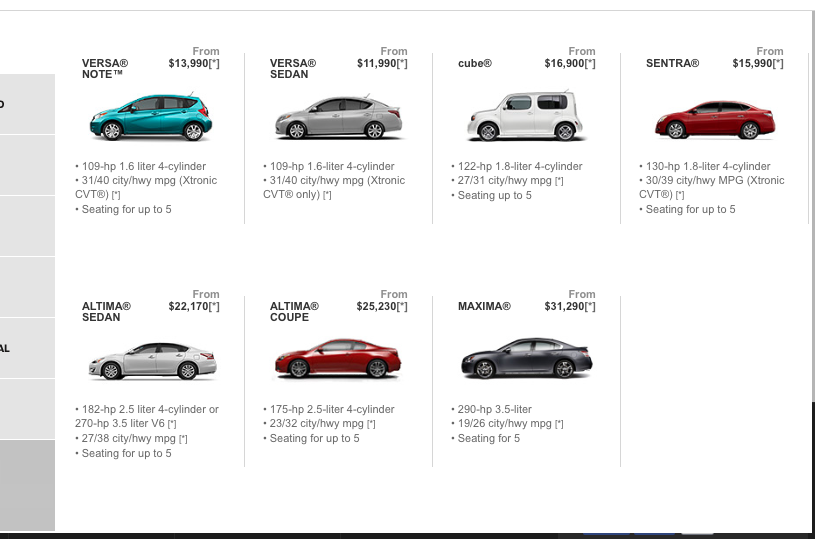 From
VERSA® $13,990[*]
NOTE™
• 109-hp 1.6 liter 4-cylinder
• 31/40 city/hwy mpg (Xtronic
CVT®) [*]
• Seating for up to 5
From
VERSA® $11,990[*]
SEDAN
• 109-hp 1.6-liter 4-cylinder
• 31/40 city/hwy mpg (Xtronic
CVT® only) [*]
• Seating for up to 5
From
cube® $16,900[*]
• 122-hp 1.8-liter 4-cylinder
• 27/31 city/hwy mpg [*]
• Seating up to 5
From
SENTRA® $15,990[*]
• 130-hp 1.8-liter 4-cylinder
• 30/39 city/hwy MPG (Xtronic
CVT®) [*]
• Seating for up to 5
From
ALTIMA® $22,170[*]
SEDAN
• 182-hp 2.5 liter 4-cylinder or
270-hp 3.5 liter V6 [*]
• 27/38 city/hwy mpg [*]
• Seating for up to 5
From
ALTIMA® $25,230[*]
COUPE
• 175-hp 2.5-liter 4-cylinder
• 23/32 city/hwy mpg [*]
• Seating for up to 5
From
MAXIMA® $31,290[*]
• 290-hp 3.5-liter
• 19/26 city/hwy mpg [*]
• Seating for 5
AL